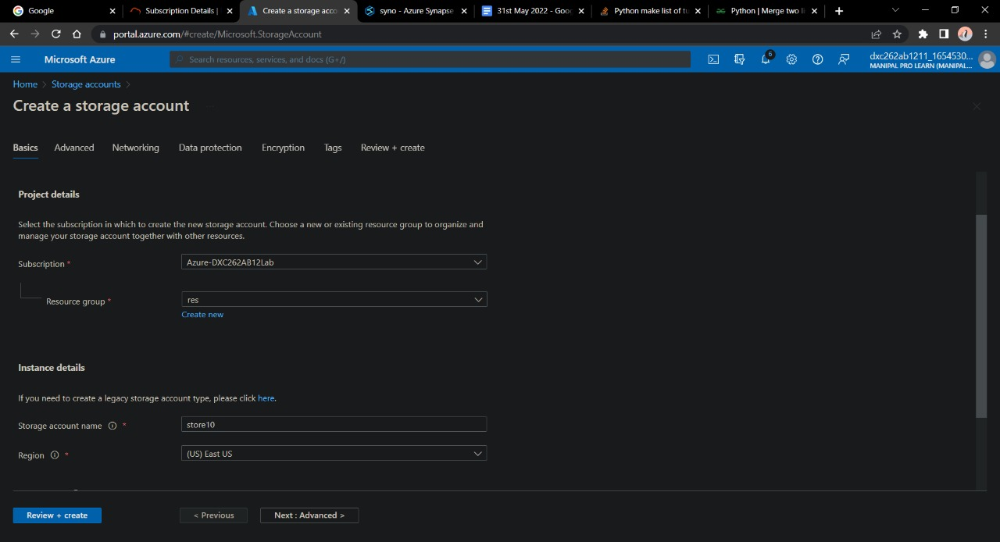 Google
Subscription Details |
Create a storage acco
syno - Azure Synapse
31st May 2022 - Goo
Python make list of tu
Python | Merge two li
portal.azure.com/#create/Microsoft.StorageAccount
Microsoft Azure
Search resources, services, and docs (G+/)
6
dxc262ab1211_1654530...
MANIPAL PRO LEARN (MANIPAL...
Home > Storage accounts >
Create a storage account
Basics Advanced Networking Data protection Encryption Tags Review + create
Project details
Select the subscription in which to create the new storage account. Choose a new or existing resource group to organize and
manage your storage account together with other resources.
Subscription * Azure-DXC262AB12Lab
Resource group * res
Create new
Instance details
If you need to create a legacy storage account type, please click here.
Storage account name * store10
Region * (US) East US
Review + create < Previous Next : Advanced >